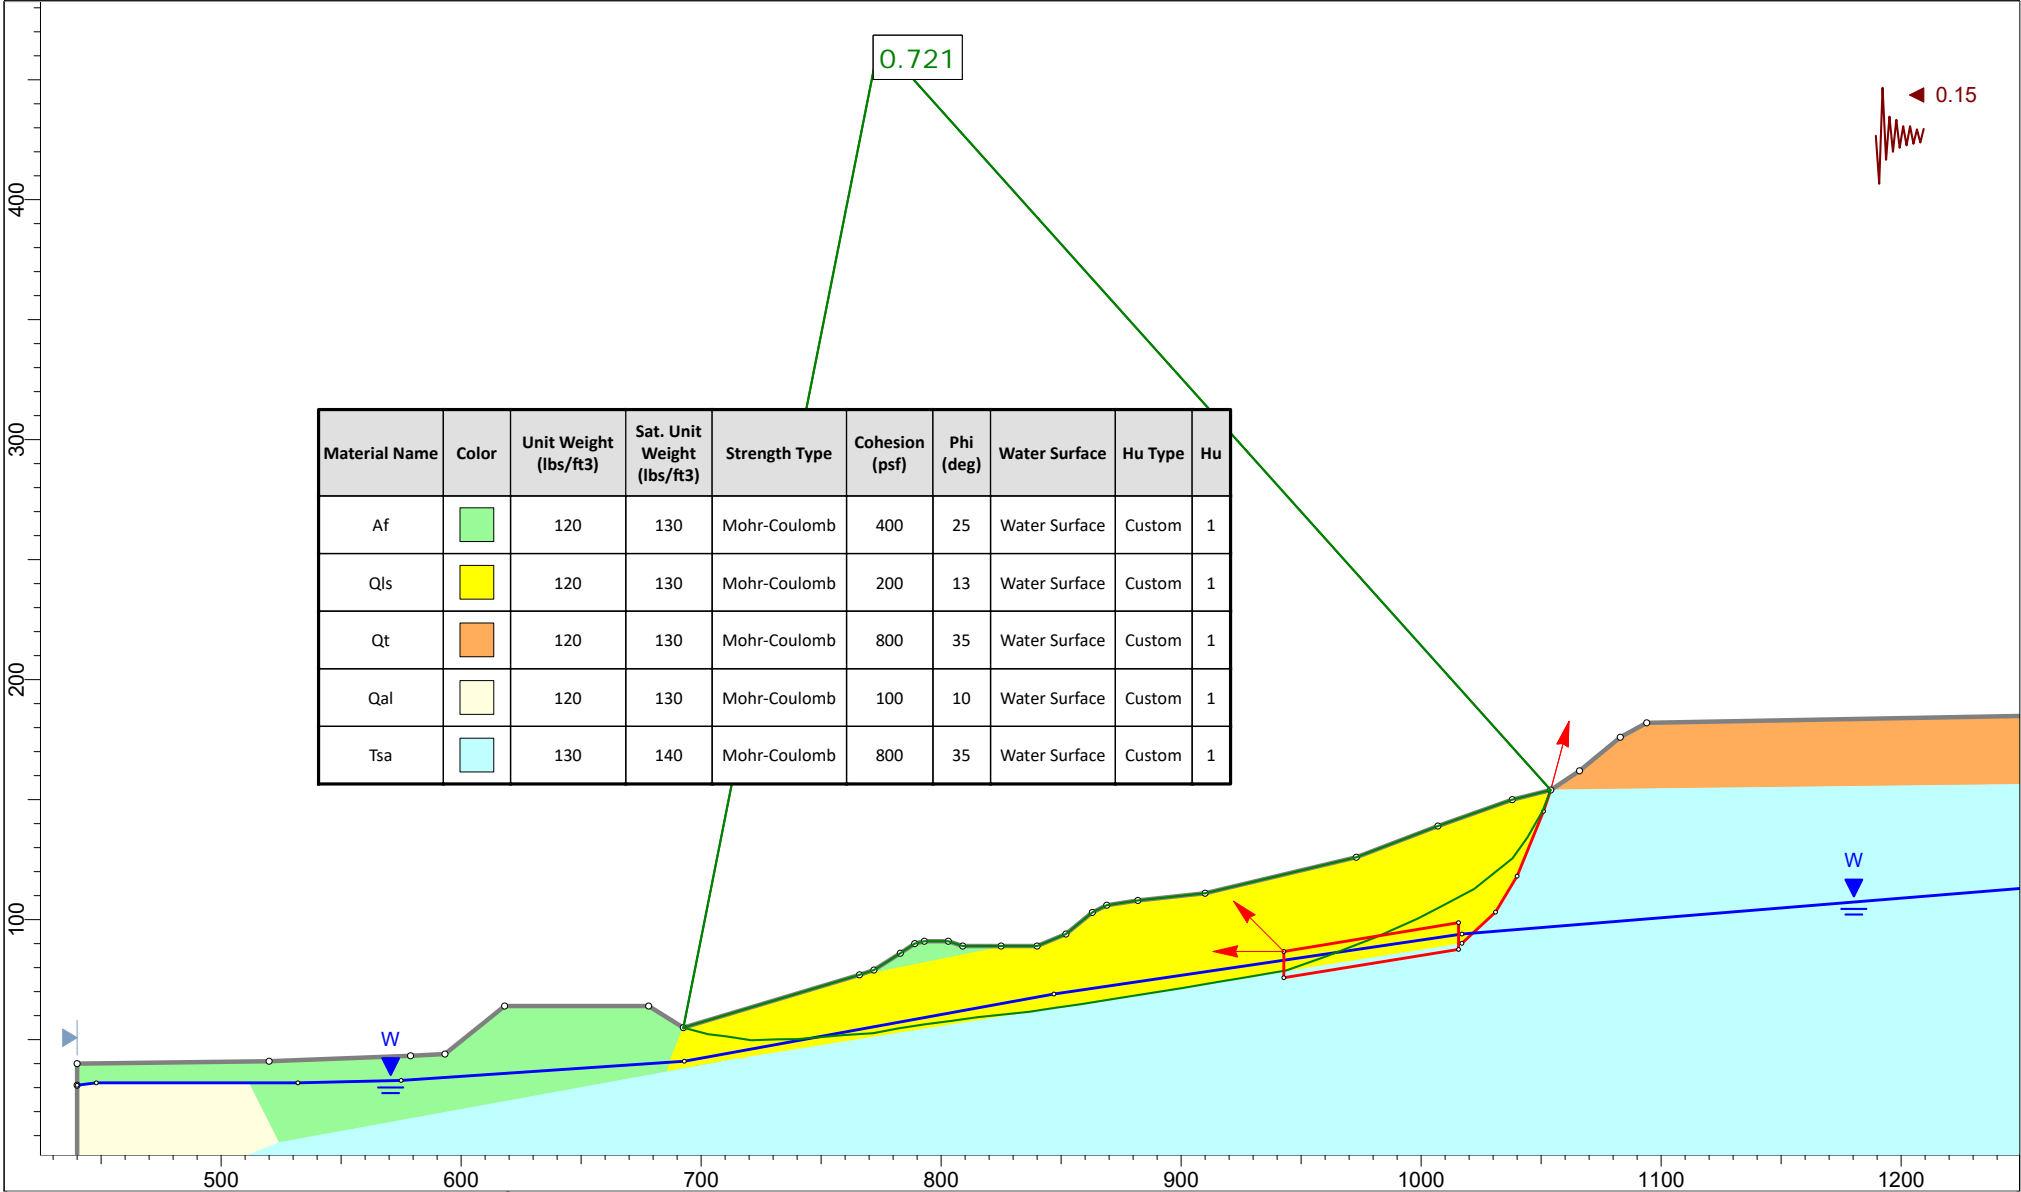 0.721
0.15
Material Name Color Unit Weight (lbs/ft3) Sat. Unit Weight (lbs/ft3) Strength Type Cohesion (psf) Phi (deg) Water Surface Hu Type Hu
Af 120 130 Mohr-Coulomb 400 25 Water Surface Custom 1
Qls 120 130 Mohr-Coulomb 200 13 Water Surface Custom 1
Qt 120 130 Mohr-Coulomb 800 35 Water Surface Custom 1
Qal 120 130 Mohr-Coulomb 100 10 Water Surface Custom 1
Tsa 130 140 Mohr-Coulomb 800 35 Water Surface Custom 1
400
300
200
100
W
W
500 600 700 800 900 1000 1100 1200